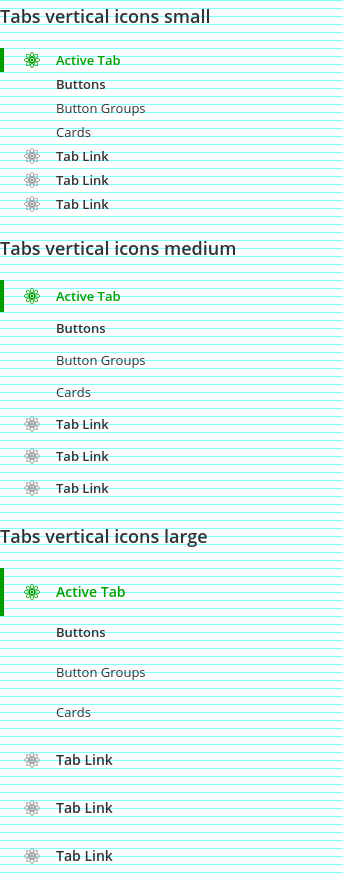 Tabs vertical icons small
Active Tab
Buttons
Button Groups
Cards
Tab Link
Tab Link
Tab Link
Tabs vertical icons medium
Active Tab
Buttons
Button Groups
Cards
Tab Link
Tab Link
Tab Link
Tabs vertical icons large
Active Tab
Buttons
Button Groups
Cards
Tab Link
Tab Link
Tab Link